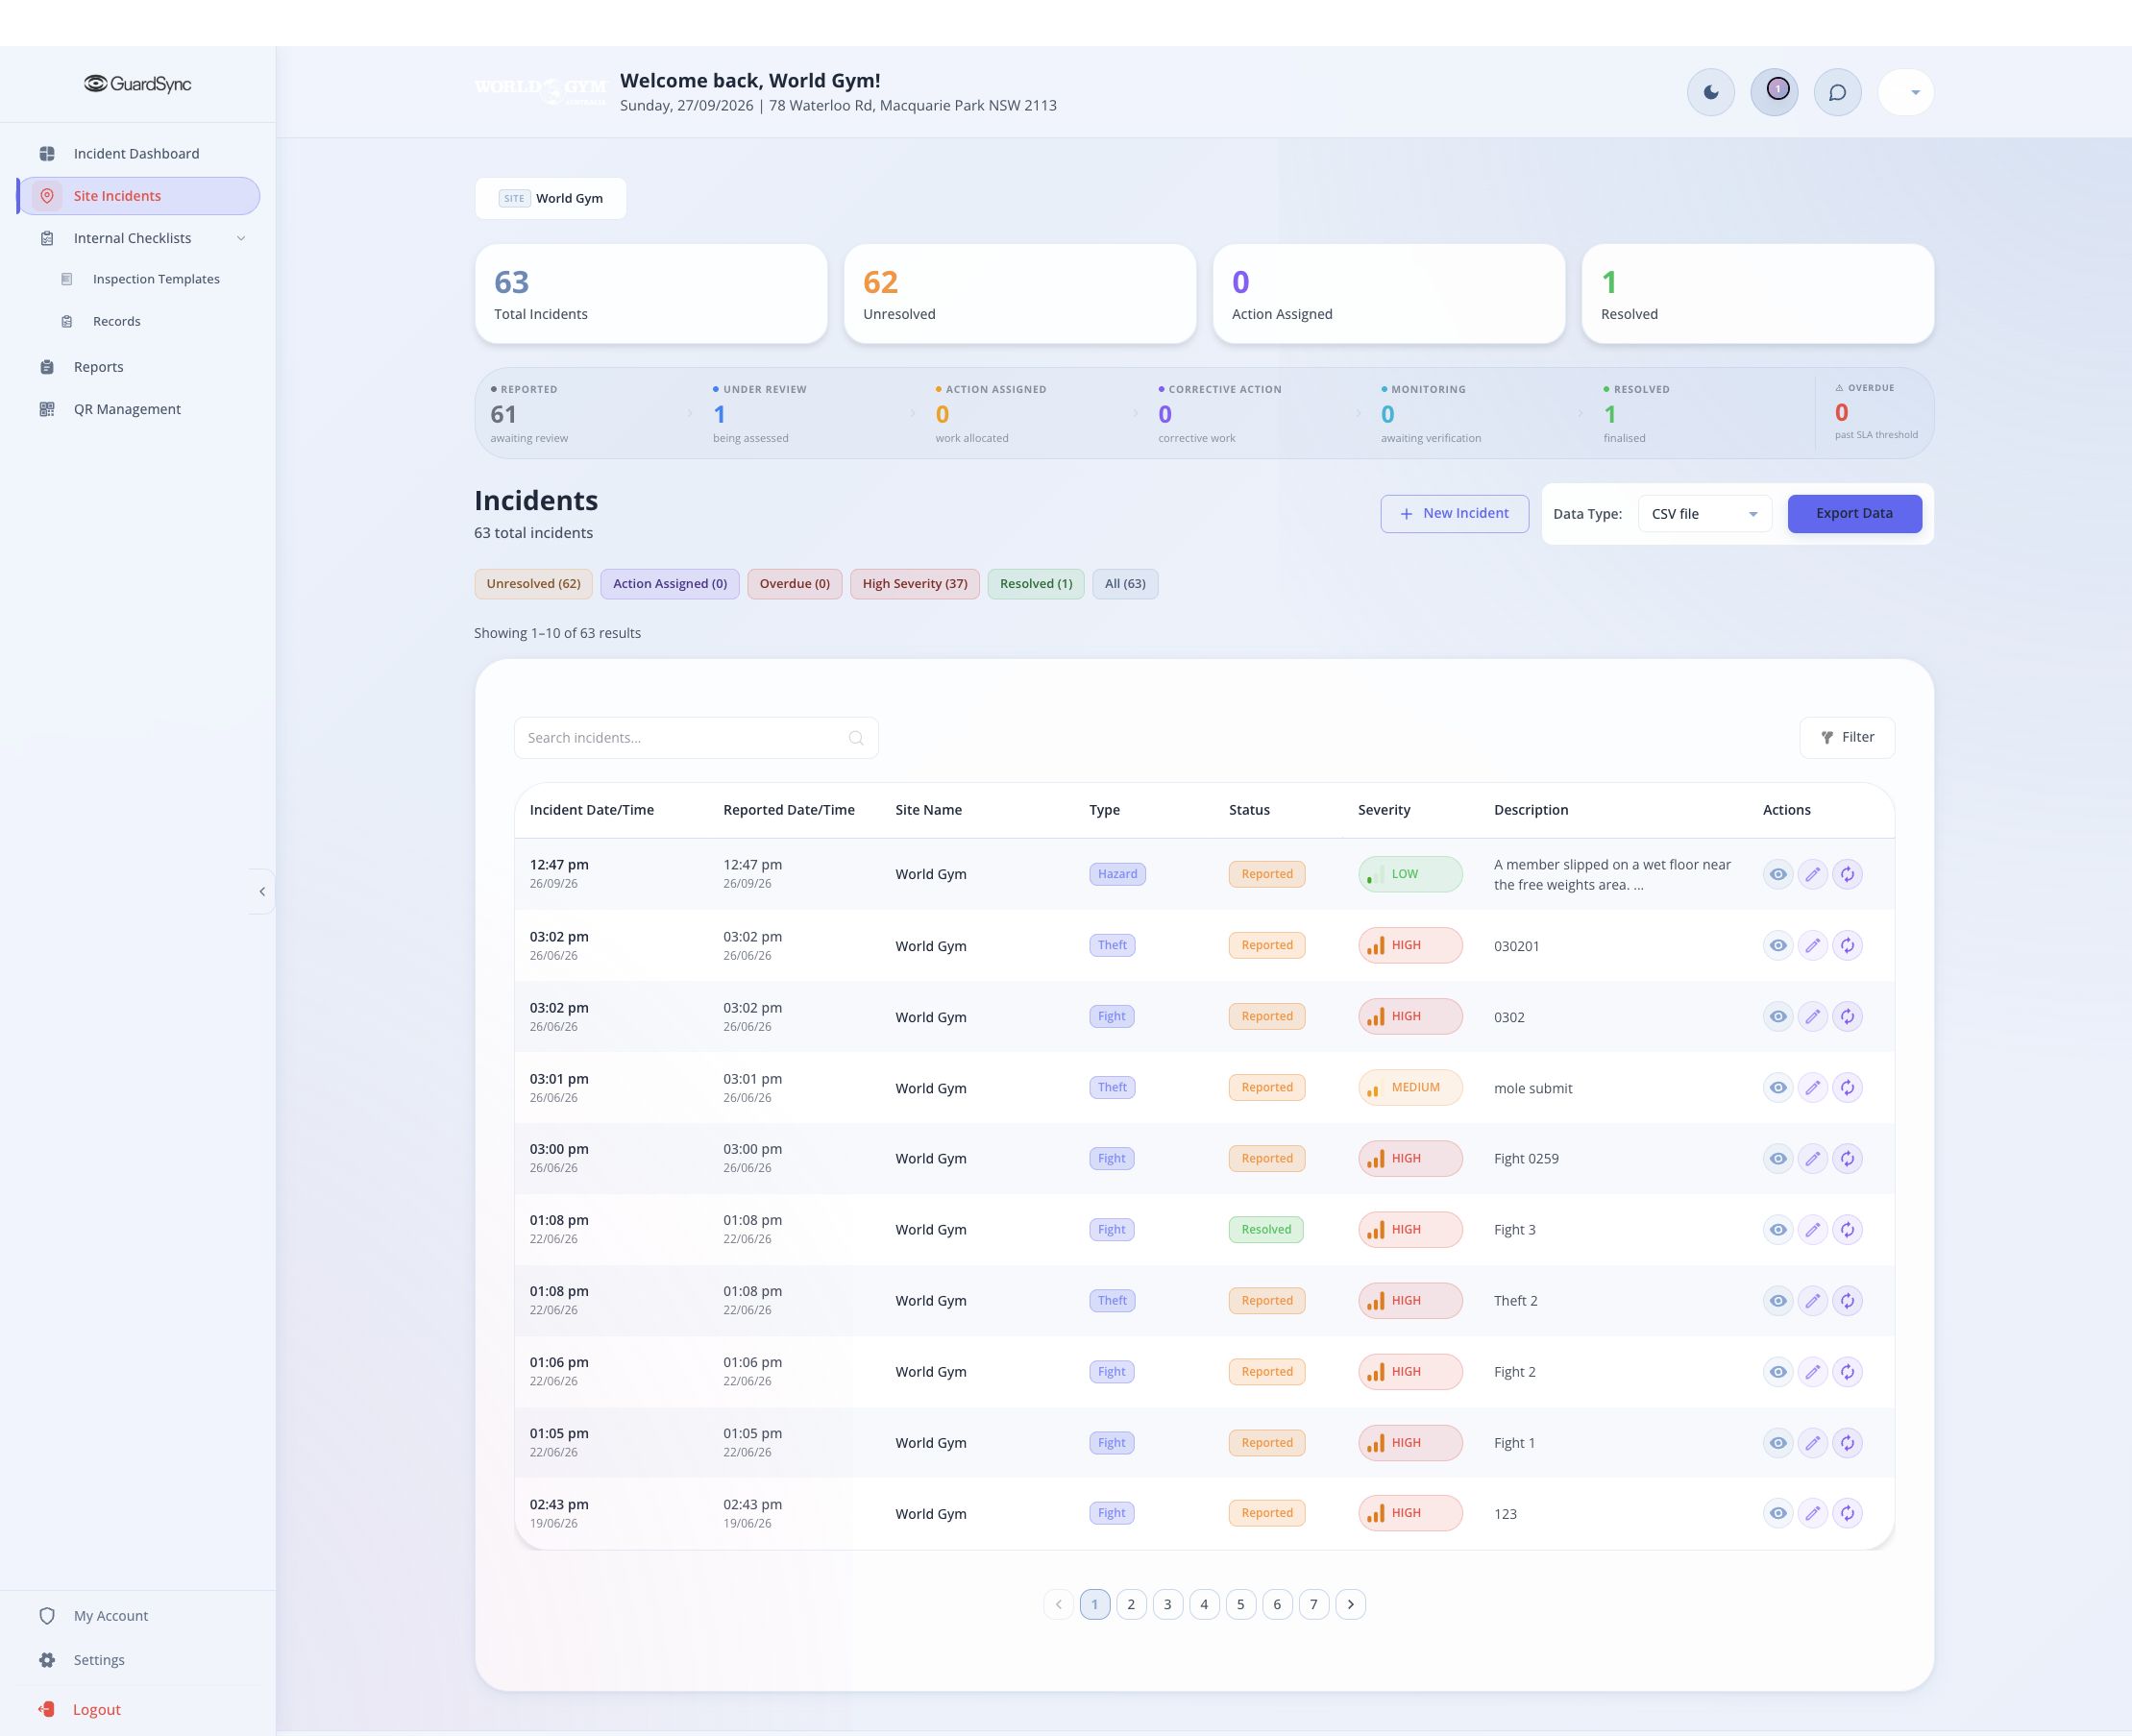 GuardSync
WORLD GYM
Welcome back, World Gym!
Sunday, 27/09/2026 | 78 Waterloo Rd, Macquarie Park NSW 2113
1
Incident Dashboard
Site Incidents
Internal Checklists
Inspection Templates
Records
Reports
QR Management
My Account
Settings
Logout
SITE World Gym
63
Total Incidents
62
Unresolved
0
Action Assigned
1
Resolved
REPORTED
61
awaiting review
UNDER REVIEW
1
being assessed
ACTION ASSIGNED
0
work allocated
CORRECTIVE ACTION
0
corrective work
MONITORING
0
awaiting verification
RESOLVED
1
finalised
OVERDUE
0
past SLA threshold
Incidents
63 total incidents
New Incident
Data Type: CSV file Export Data
Unresolved (62) Action Assigned (0) Overdue (0) High Severity (37) Resolved (1) All (63)
Showing 1–10 of 63 results
Search incidents...
Filter
Incident Date/Time Reported Date/Time Site Name Type Status Severity Description Actions
12:47 pm 12:47 pm World Gym Hazard Reported LOW A member slipped on a wet floor near
26/09/26 26/09/26 the free weights area. ...
03:02 pm 03:02 pm World Gym Theft Reported HIGH 030201
26/06/26 26/06/26
03:02 pm 03:02 pm World Gym Fight Reported HIGH 0302
26/06/26 26/06/26
03:01 pm 03:01 pm World Gym Theft Reported MEDIUM mole submit
26/06/26 26/06/26
03:00 pm 03:00 pm World Gym Fight Reported HIGH Fight 0259
26/06/26 26/06/26
01:08 pm 01:08 pm World Gym Fight Resolved HIGH Fight 3
22/06/26 22/06/26
01:08 pm 01:08 pm World Gym Theft Reported HIGH Theft 2
22/06/26 22/06/26
01:06 pm 01:06 pm World Gym Fight Reported HIGH Fight 2
22/06/26 22/06/26
01:05 pm 01:05 pm World Gym Fight Reported HIGH Fight 1
22/06/26 22/06/26
02:43 pm 02:43 pm World Gym Fight Reported HIGH 123
19/06/26 19/06/26
1 2 3 4 5 6 7